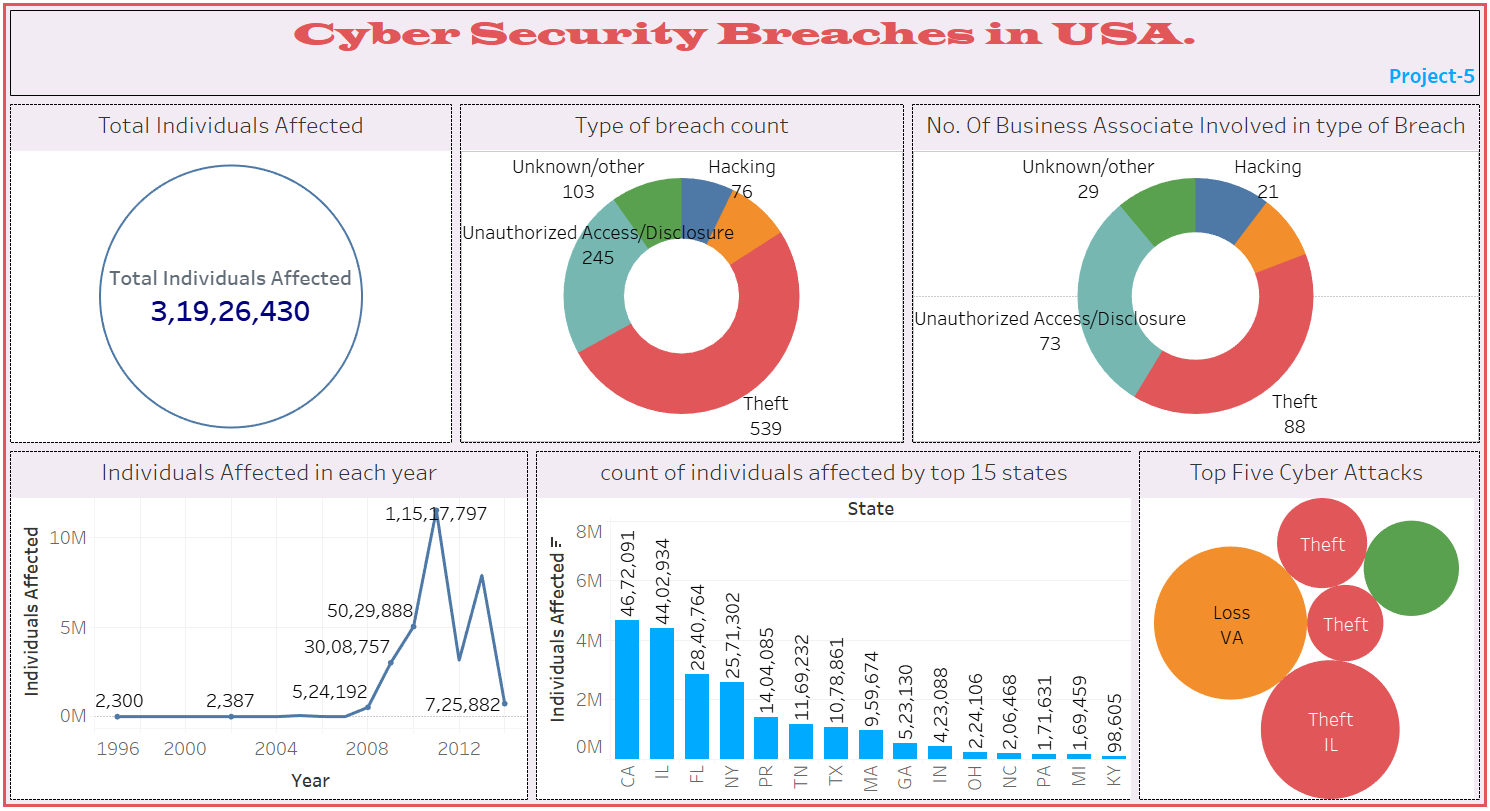 Cyber Security Breaches in USA.
Project-5
Total Individuals Affected
Total Individuals Affected
3,19,26,430
Type of breach count
Unknown/other
103
Hacking
76
Unauthorized Access/Disclosure
245
Theft
539
No. Of Business Associate Involved in type of Breach
Unknown/other
29
Hacking
21
Unauthorized Access/Disclosure
73
Theft
88
Individuals Affected in each year
Individuals Affected
10M
5M
0M
2,300
2,387
5,24,192
30,08,757
50,29,888
1,15,17,797
7,25,882
1996
2000
2004
2008
2012
Year
count of individuals affected by top 15 states
State
Individuals Affected
8M
6M
4M
2M
0M
46,72,091
44,02,934
28,40,764
25,71,302
14,04,085
11,69,232
10,78,861
9,59,674
5,23,130
4,23,088
2,24,106
2,06,468
1,71,631
1,69,459
98,605
CA
IL
FL
NY
PR
TN
TX
MA
GA
IN
OH
NC
PA
MI
KY
Top Five Cyber Attacks
Theft
Loss
VA
Theft
Theft
IL